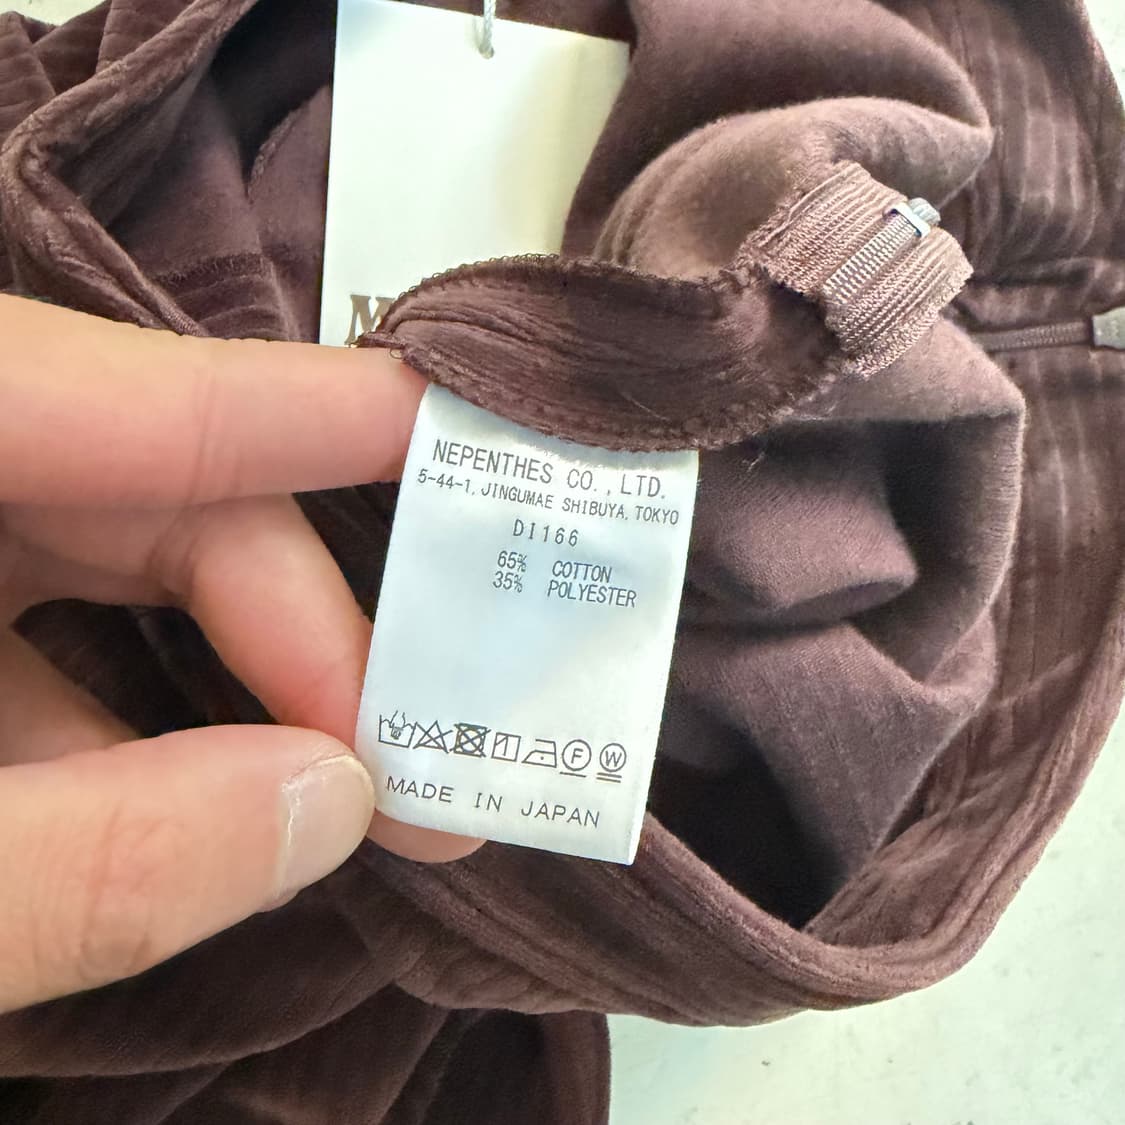 NEPENTHES CO., LTD.
5-44-1, JINGUMAE SHIBUYA, TOKYO
DI166
65% COTTON
35% POLYESTER
F
W
MADE IN JAPAN